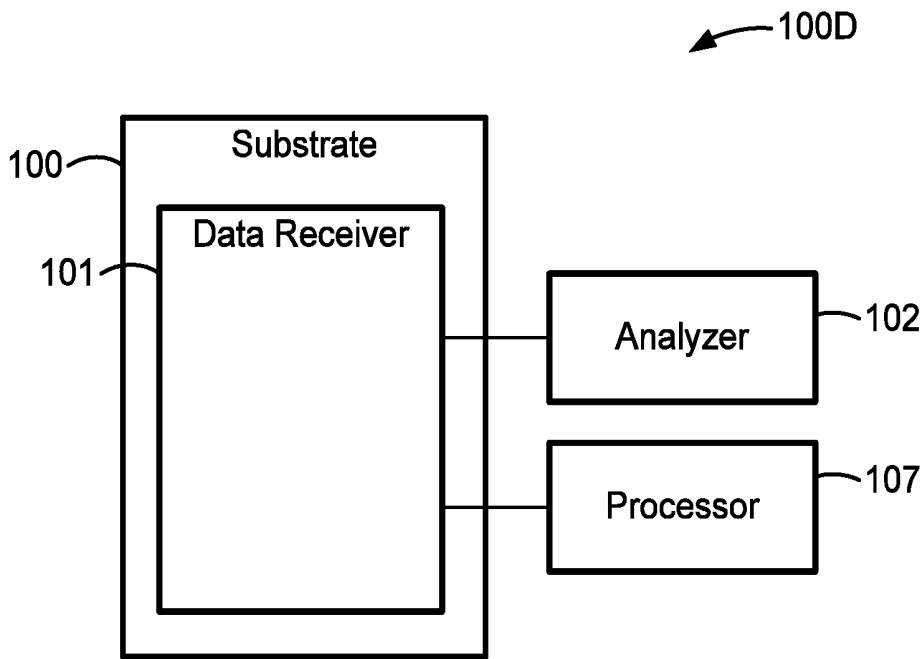 100D
Substrate
100
Data Receiver
101
Analyzer
102
Processor
107